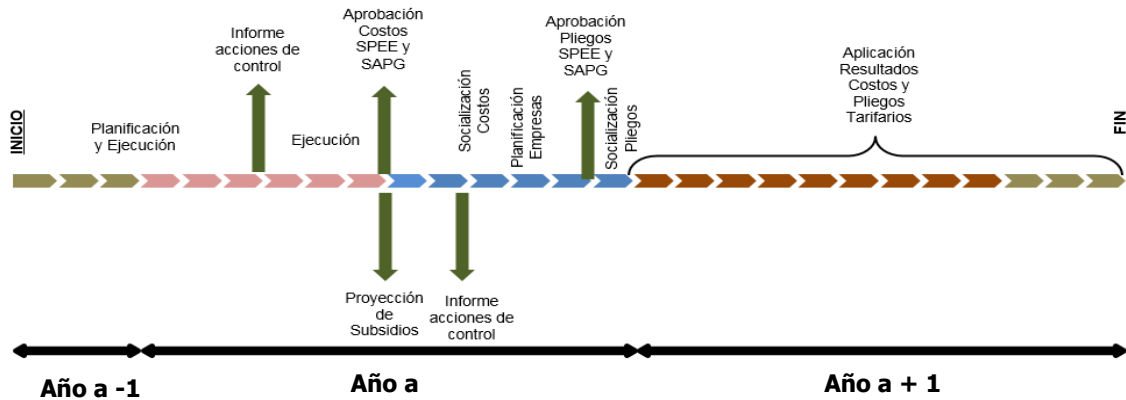 INICIO
Planificación
y Ejecución
Informe
acciones de
control
Ejecución
Aprobación
Costos
SPEE y
SAPG
Socialización
Costos
Planificación
Empresas
Aprobación
Pliegos
SPEE y
SAPG
Socialización
Pliegos
Aplicación
Resultados
Costos y
Pliegos
Tarifarios
FIN
Proyección
de
Subsidios
Informe
acciones de
control
Año a -1
Año a
Año a + 1